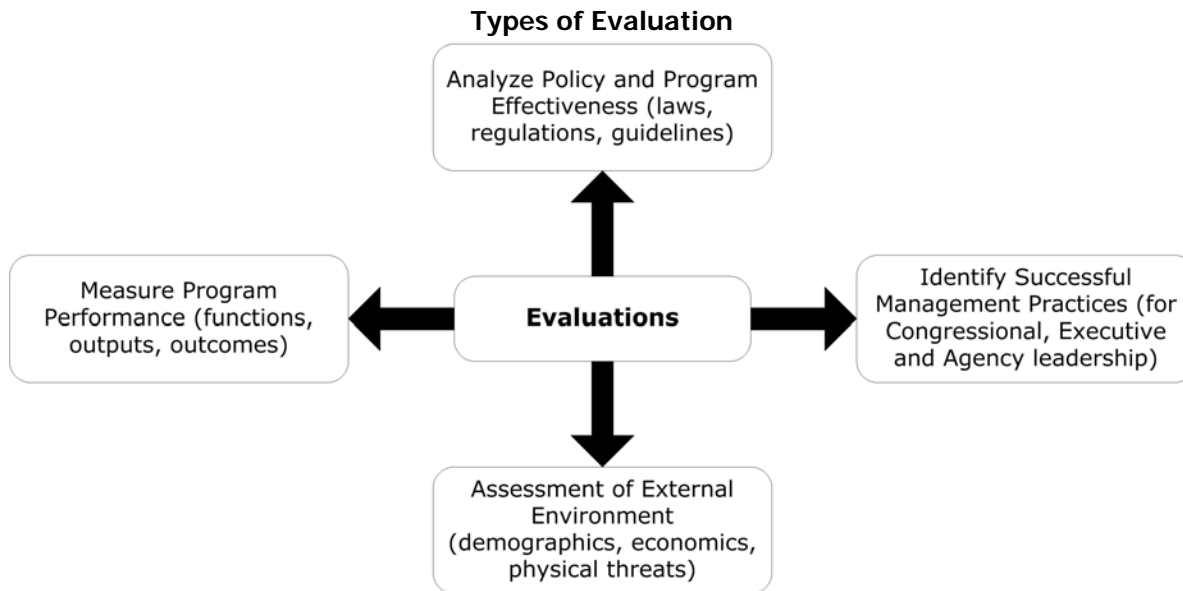 Types of Evaluation
Analyze Policy and Program
Effectiveness (laws,
regulations, guidelines)
Measure Program
Performance (functions,
outputs, outcomes)
Evaluations
Identify Successful
Management Practices (for
Congressional, Executive
and Agency leadership)
Assessment of External
Environment
(demographics, economics,
physical threats)